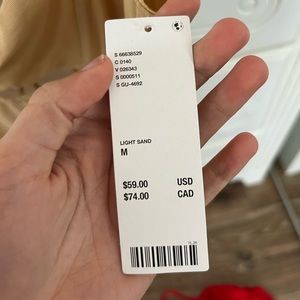 S 66638529
C 0140
V 026343
S 0000511
S GU-4692
LIGHT SAND
M
$59.00 USD
$74.00 CAD